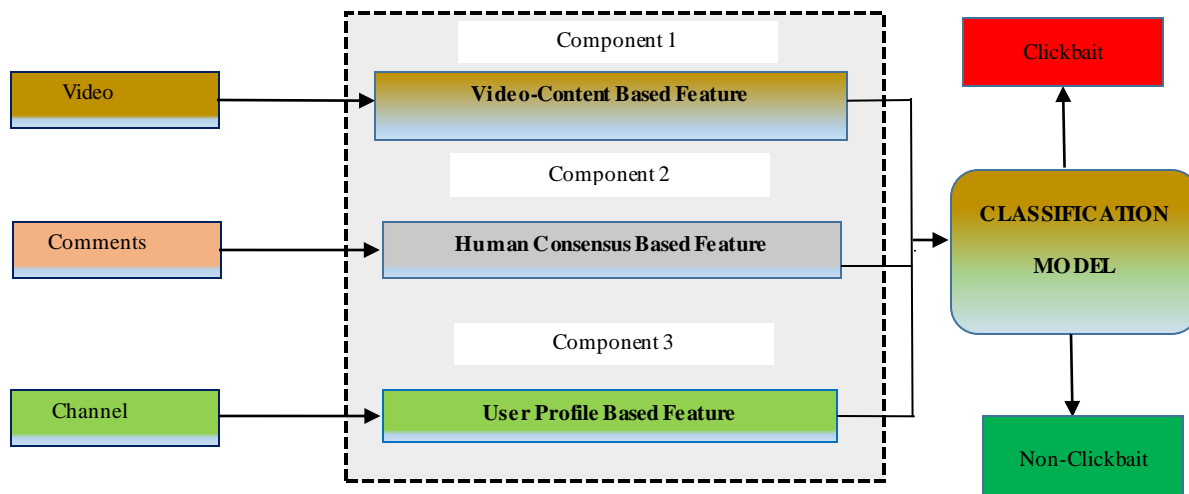 Component 1
Clickbait
Video
Video-Content Based Feature
Component 2
CLASSIFICATION
MODEL
Comments
Human Consensus Based Feature
Component 3
Channel
User Profile Based Feature
Non-Clickbait